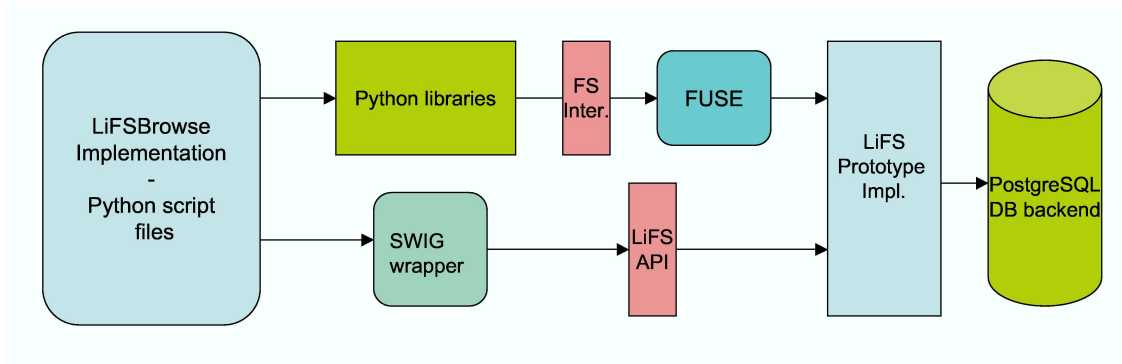 LiFSBrowse
Implementation
-
Python script
files
Python libraries
FS
Inter.
FUSE
SWIG
wrapper
LiFS
API
LiFS
Prototype
Impl.
PostgreSQL
DB backend